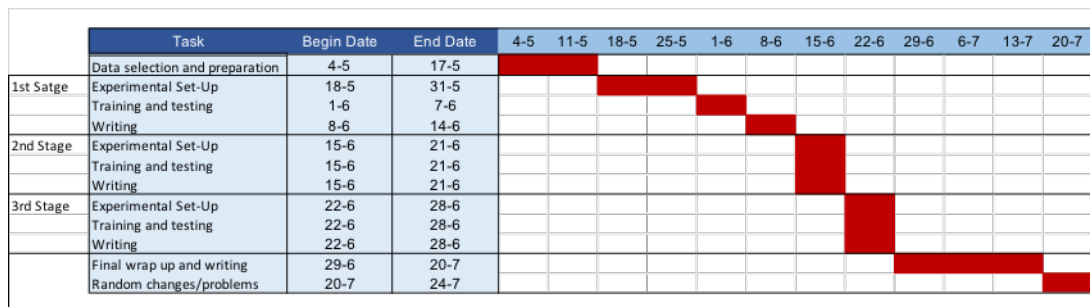 Task Begin Date End Date 4-5 11-5 18-5 25-5 1-6 8-6 15-6 22-6 29-6 6-7 13-7 20-7
Data selection and preparation 4-5 17-5
1st Satge Experimental Set-Up 18-5 31-5
Training and testing 1-6 7-6
Writing 8-6 14-6
2nd Stage Experimental Set-Up 15-6 21-6
Training and testing 15-6 21-6
Writing 15-6 21-6
3rd Stage Experimental Set-Up 22-6 28-6
Training and testing 22-6 28-6
Writing 22-6 28-6
Final wrap up and writing 29-6 20-7
Random changes/problems 20-7 24-7